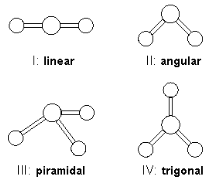 I: linear
II: angular
III: piramidal
IV: trigonal